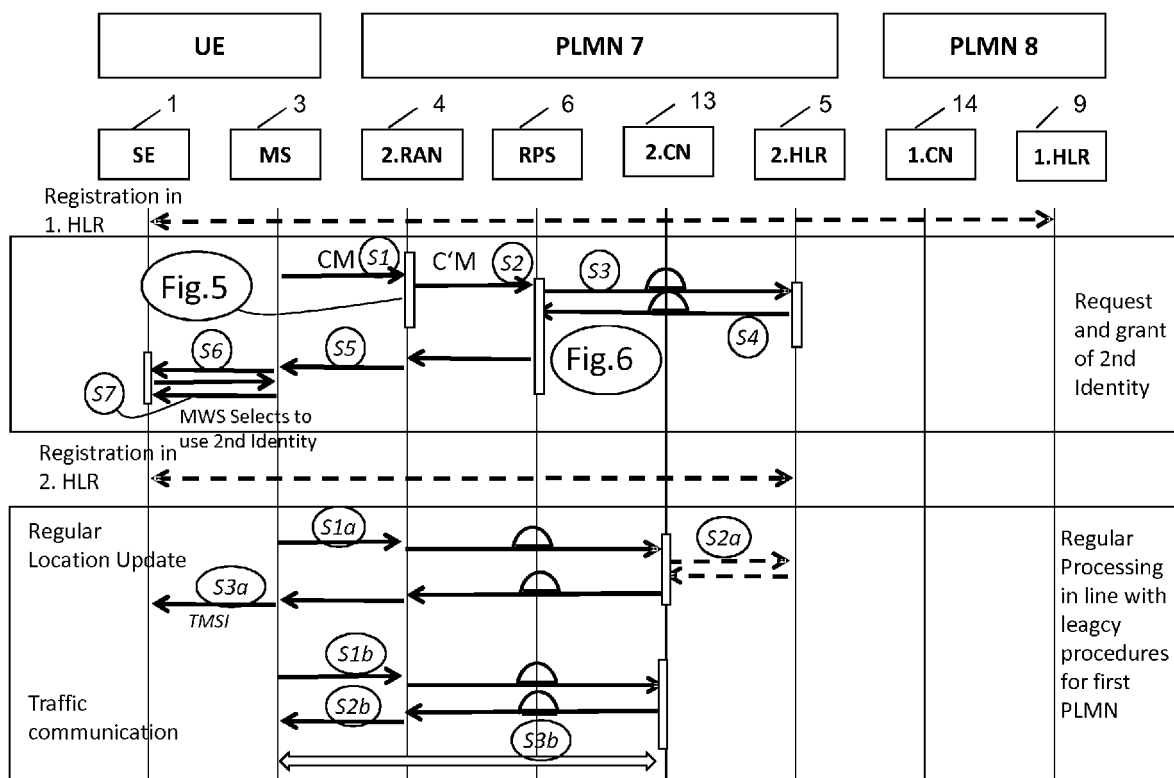 UE
PLMN 7
PLMN 8
1
3
4
6
13
5
14
9
SE
MS
2.RAN
RPS
2.CN
2.HLR
1.CN
1.HLR
Registration in
1. HLR
CM
S1
C'M
S2
S3
Fig.5
S4
Request
and grant
of 2nd
Identity
S6
S5
Fig.6
S7
MWS Selects to
use 2nd Identity
Registration in
2. HLR
Regular
Location Update
S1a
S2a
Regular
Processing
in line with
leagcy
procedures
for first
PLMN
S3a
TMSI
S1b
Traffic
communication
S2b
S3b